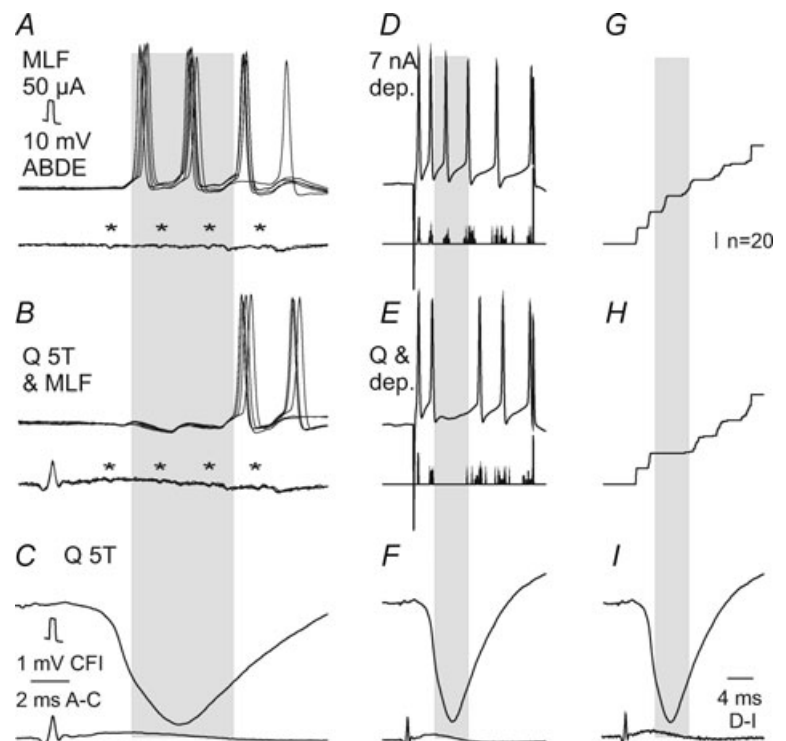 A
MLF
50 µA
10 mV
ABDE
* * * *
B
Q 5T
& MLF
* * * *
C Q 5T
1 mV CFI
2 ms A-C
D
7 nA
dep.
E
Q &
dep.
F
G
n=20
H
I
4 ms
D-I